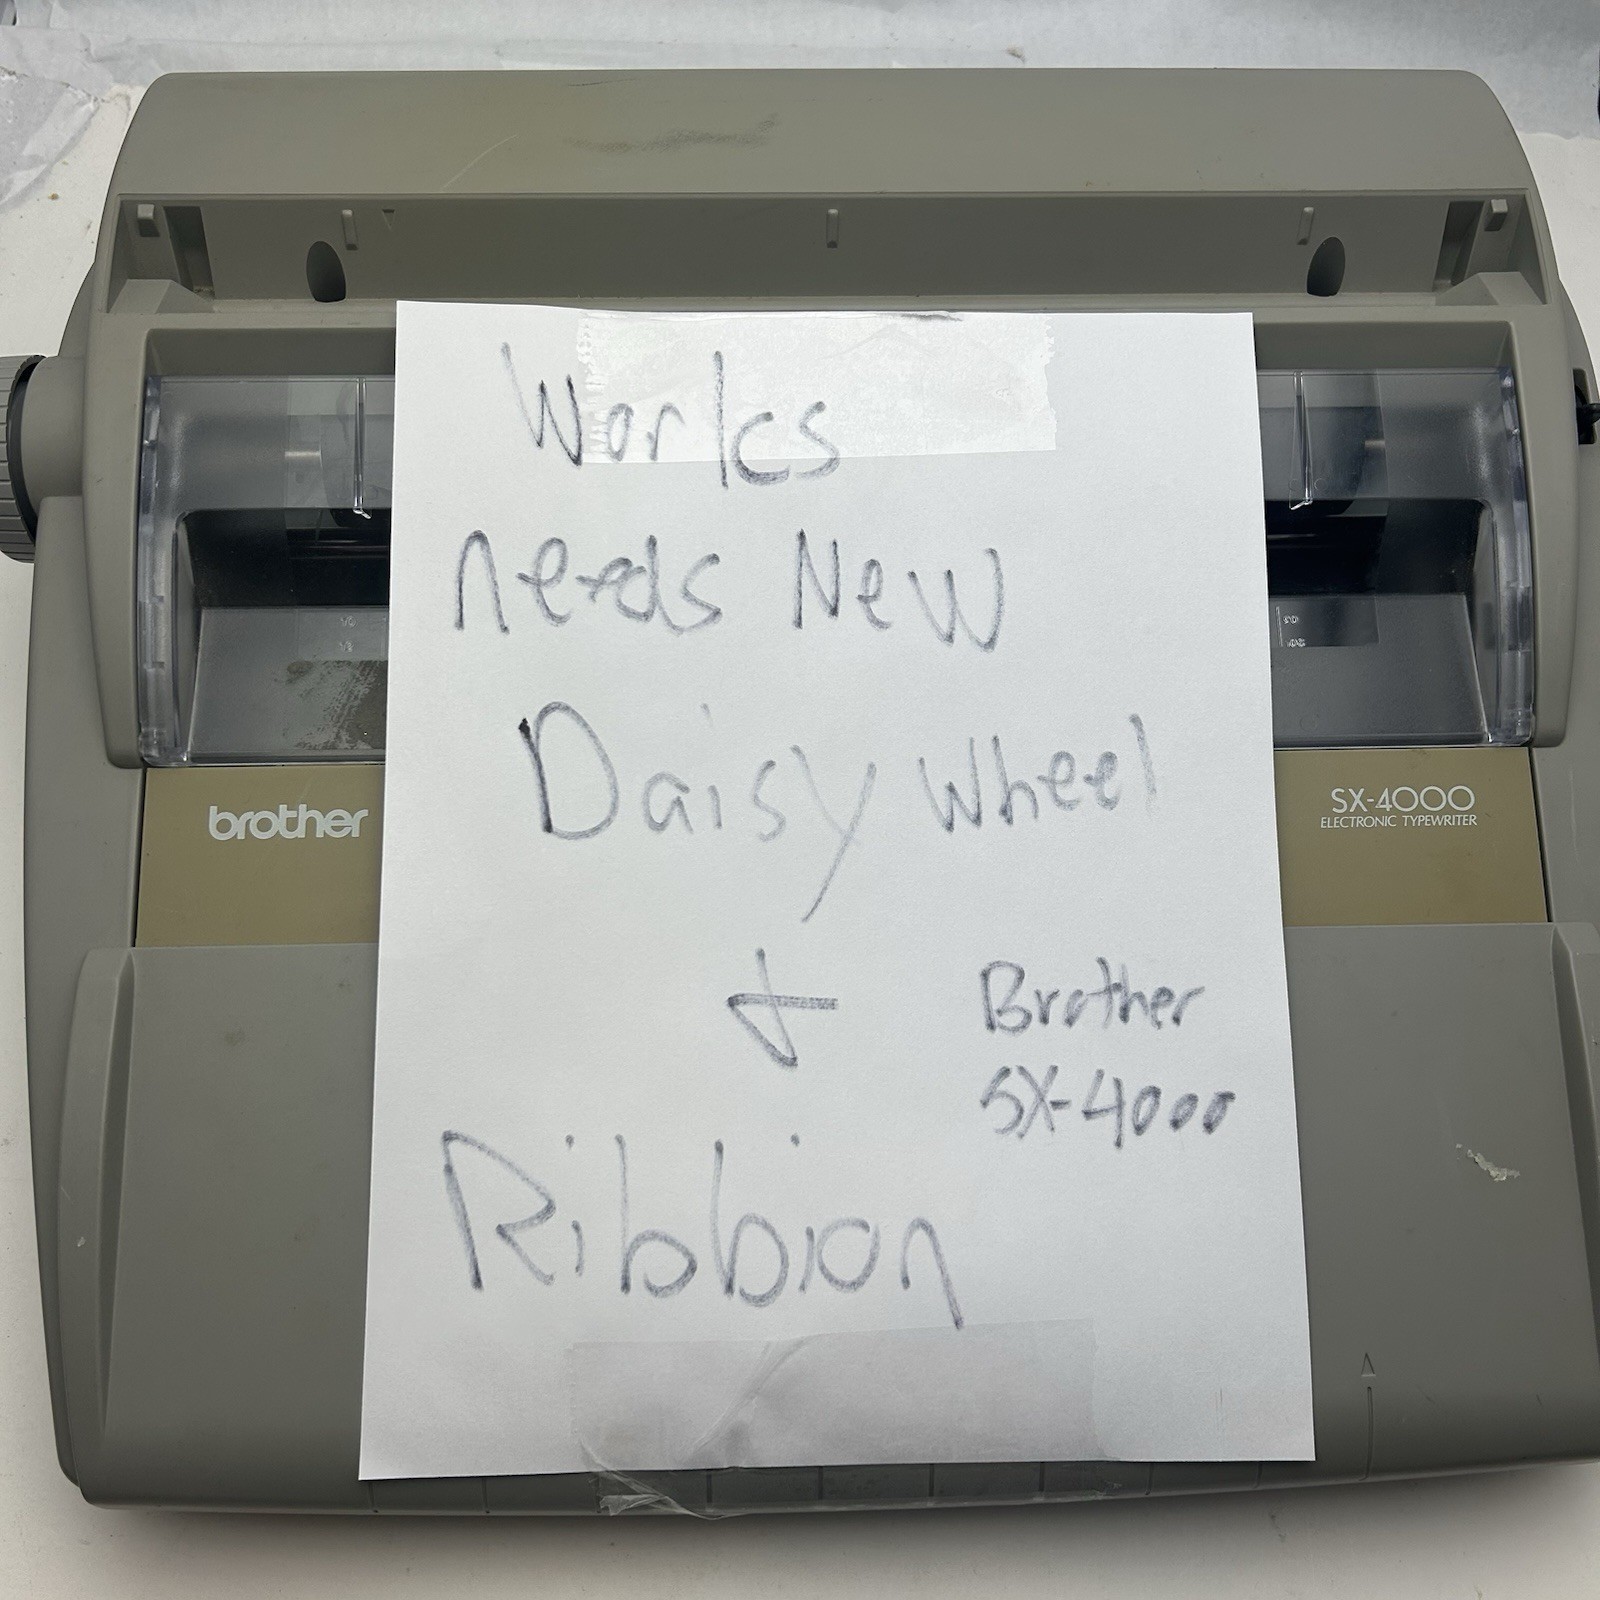 Works
needs New
Daisy Wheel
+
Brother
SX-4000
Ribbion
brother
SX-4000
ELECTRONIC TYPEWRITER